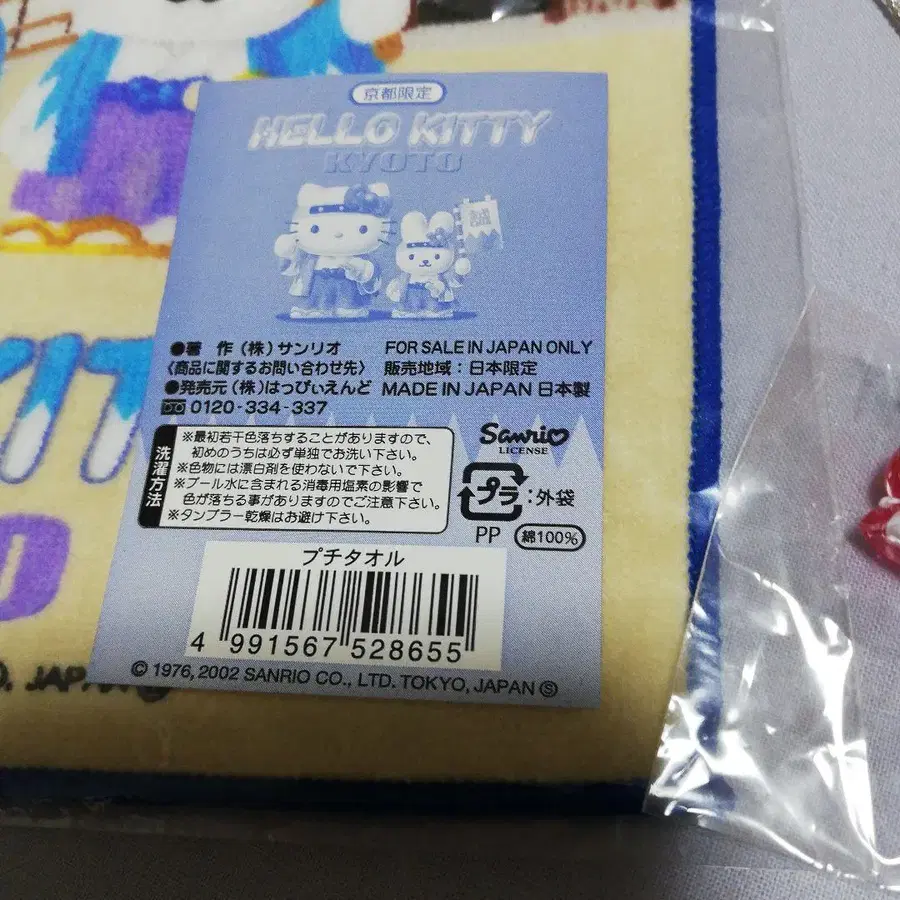 京都限定
HELLO KITTY
KYOTO
●著 作 (株) サンリオ FOR SALE IN JAPAN ONLY
〈商品に関するお問い合わせ先〉 販売地域：日本限定
●発売元 (株) はっぴぃえんど MADE IN JAPAN 日本製
0120-334-337
洗濯方法
※最初若干色落ちすることがありますので、
初めのうちは必ず単独でお洗い下さい。
※色物には漂白剤を使わないで下さい。
※プール水に含まれる消毒用塩素の影響で
色が落ちる事がありますのでご注意下さい。
※タンブラー乾燥はお避け下さい。
Sanrio
LICENSE
プラ :外袋
PP 綿100%
プチタオル
4 991567 528655
© 1976, 2002 SANRIO CO., LTD. TOKYO, JAPAN Ⓢ
KIT
O
O. JAPAN